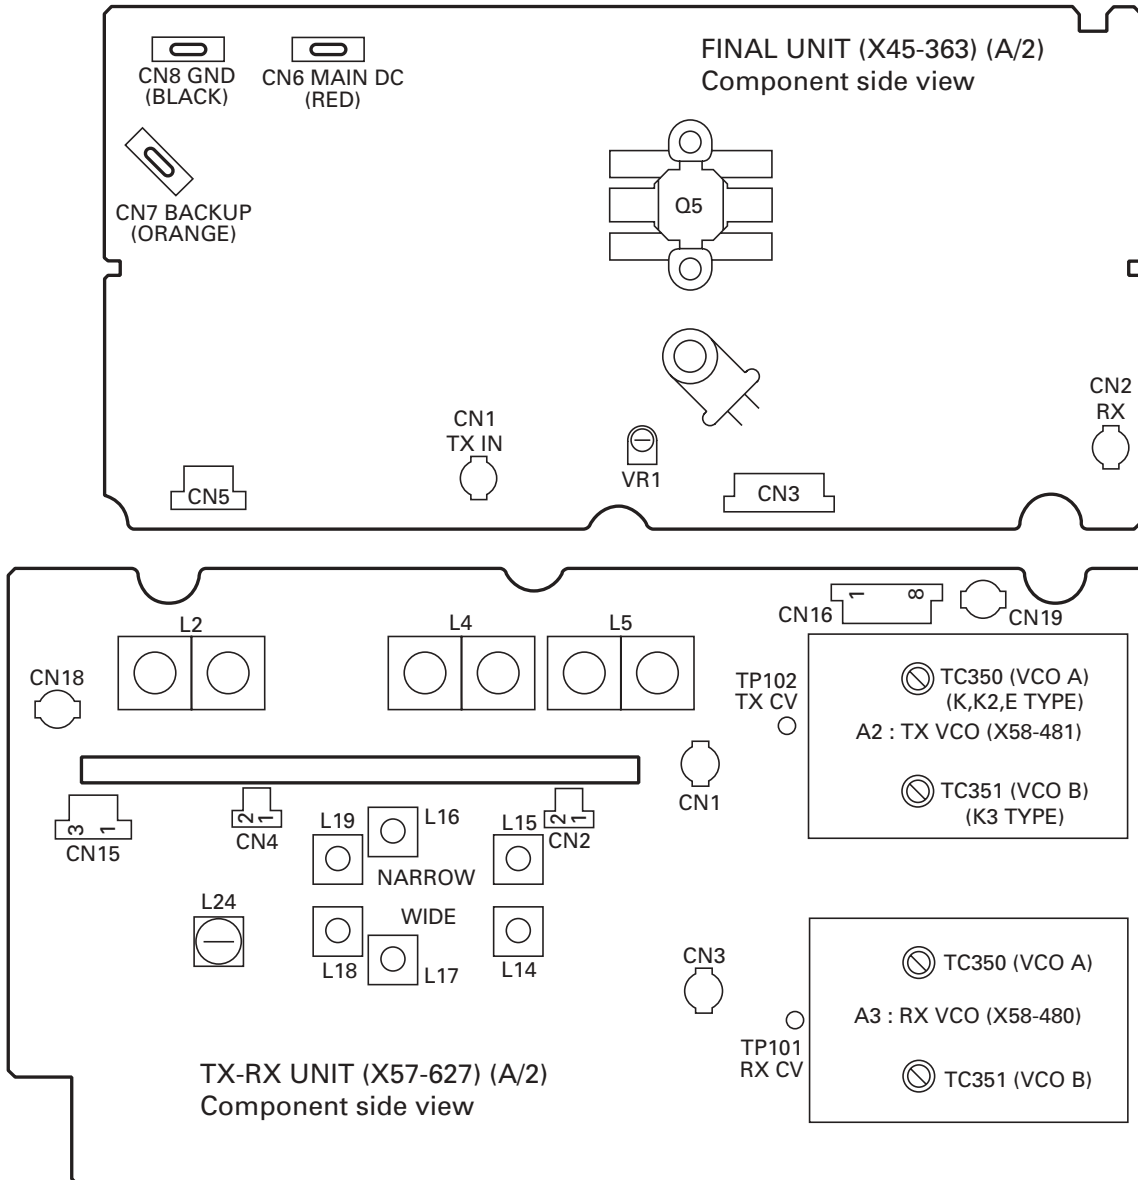 FINAL UNIT (X45-363) (A/2)
Component side view
CN8 GND
(BLACK)
CN6 MAIN DC
(RED)
CN7 BACKUP
(ORANGE)
Q5
CN2
RX
CN1
TX IN
VR1
CN5
CN3
CN16
1
8
CN19
L2
L4
L5
CN18
TP102
TX CV
TC350 (VCO A)
(K,K2,E TYPE)
A2 : TX VCO (X58-481)
TC351 (VCO B)
(K3 TYPE)
CN1
3
1
CN15
2
1
CN4
L19
L16
L15
2
1
CN2
NARROW
WIDE
L24
L18
L17
L14
CN3
TP101
RX CV
TC350 (VCO A)
A3 : RX VCO (X58-480)
TC351 (VCO B)
TX-RX UNIT (X57-627) (A/2)
Component side view